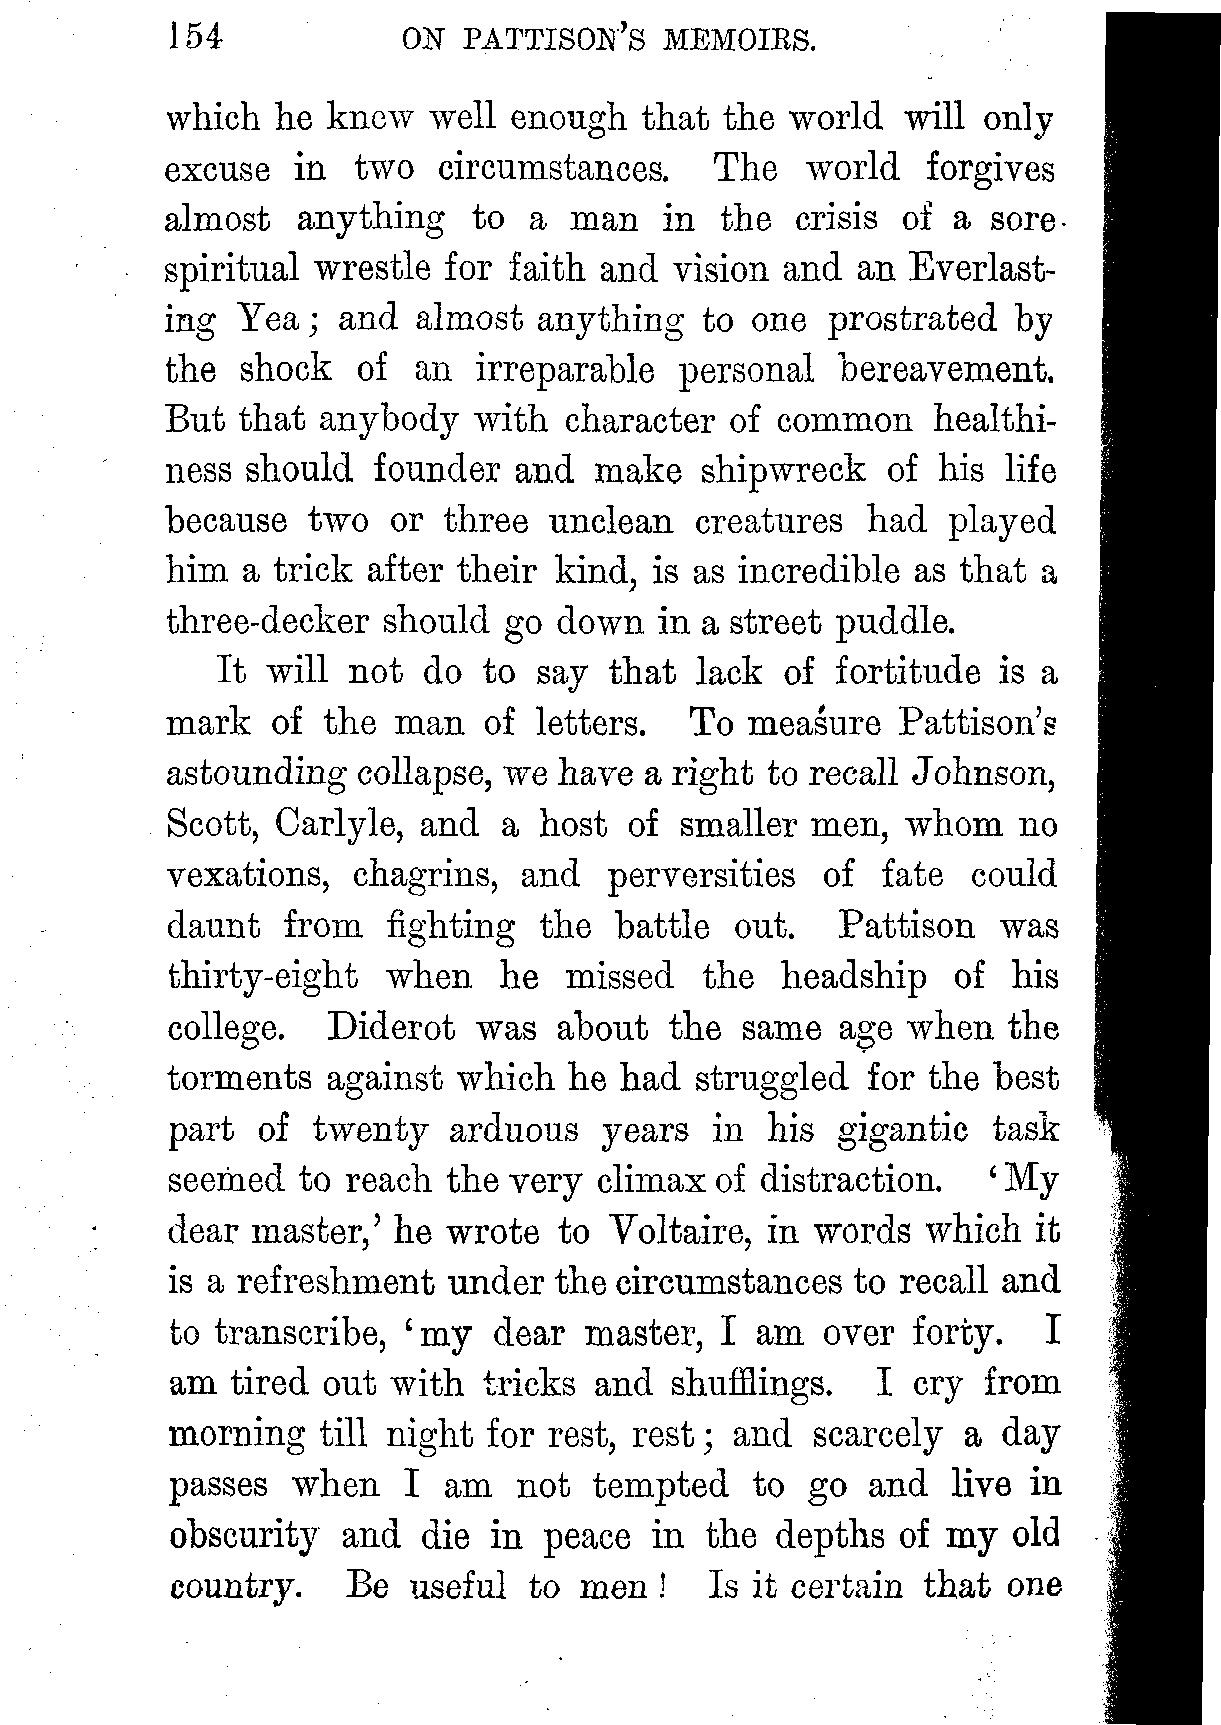 154 ON PATTISON'S MEMOIRS.
which he knew well enough that the world will only
excuse in two circumstances. The world forgives
almost anything to a man in the crisis of a sore
spiritual wrestle for faith and vision and an Everlast-
ing Yea; and almost anything to one prostrated by
the shock of an irreparable personal bereavement.
But that anybody with character of common healthi-
ness should founder and make shipwreck of his life
because two or three unclean creatures had played
him a trick after their kind, is as incredible as that a
three-decker should go down in a street puddle.
It will not do to say that lack of fortitude is a
mark of the man of letters. To measure Pattison's
astounding collapse, we have a right to recall Johnson,
Scott, Carlyle, and a host of smaller men, whom no
vexations, chagrins, and perversities of fate could
daunt from fighting the battle out. Pattison was
thirty-eight when he missed the headship of his
college. Diderot was about the same age when the
torments against which he had struggled for the best
part of twenty arduous years in his gigantic task
seemed to reach the very climax of distraction. 'My
dear master,' he wrote to Voltaire, in words which it
is a refreshment under the circumstances to recall and
to transcribe, 'my dear master, I am over forty. I
am tired out with tricks and shufflings. I cry from
morning till night for rest, rest; and scarcely a day
passes when I am not tempted to go and live in
obscurity and die in peace in the depths of my old
country. Be useful to men! Is it certain that one